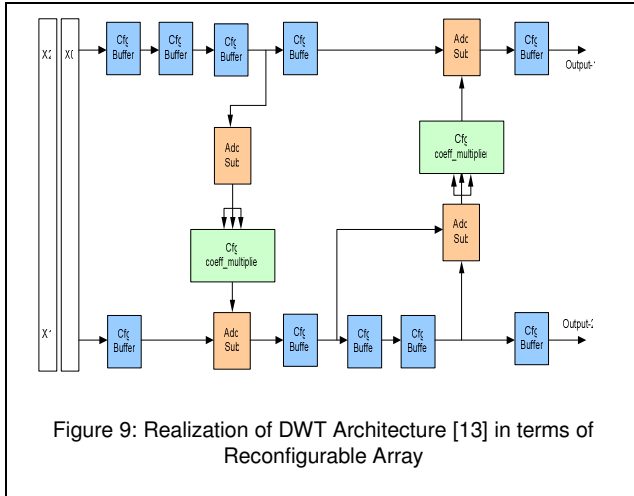 X2
X0
Cfg
Buffer
Cfg
Buffer
Cfg
Buffer
Cfg
Buffer
Add
Sub
Cfg
Buffer
Output-1
Add
Sub
Cfg
coeff_multiplier
Cfg
coeff_multiplie
Add
Sub
X1
Cfg
Buffer
Add
Sub
Cfg
Buffe
Cfg
Buffe
Cfg
Buffe
Cfg
Buffer
Output-2
Figure 9: Realization of DWT Architecture [13] in terms of
Reconfigurable Array